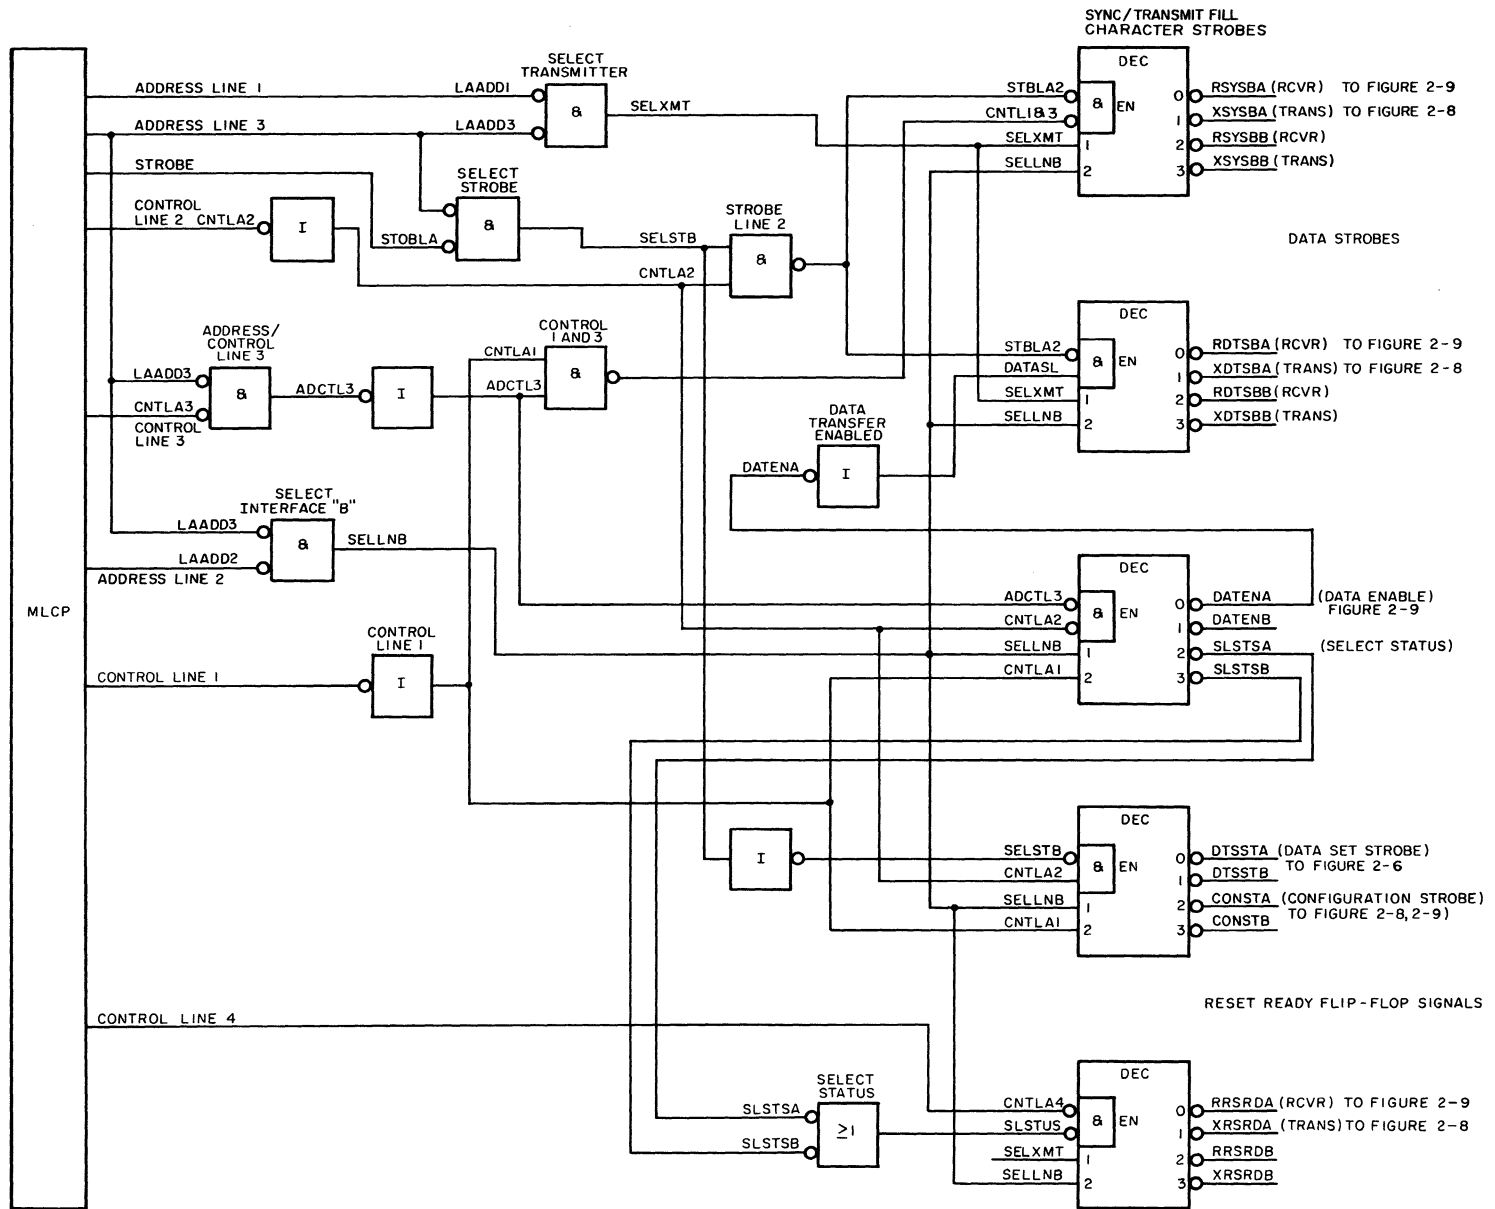 SYNC/TRANSMIT FILL
CHARACTER STROBES
SELECT
TRANSMITTER
DEC
ADDRESS LINE 1
LAADD1
&
SELXMT
STBLA2
&
EN
0
RSYSBA (RCVR) TO FIGURE 2-9
CNTL1&3
1
XSYSBA (TRANS) TO FIGURE 2-8
ADDRESS LINE 3
LAADD3
SELXMT
1
2
RSYSBB (RCVR)
SELLNB
2
3
XSYSBB (TRANS)
STROBE
SELECT
STROBE
CONTROL
LINE 2 CNTLA2
I
STOBLA
&
SELSTB
STROBE
LINE 2
&
CNTLA2
DATA STROBES
DEC
ADDRESS/
CONTROL
LINE 3
CONTROL
1 AND 3
LAADD3
&
ADCTL3
I
CNTLA1
ADCTL3
&
CNTLA3
CONTROL
LINE 3
STBLA2
&
EN
0
RDTSBA (RCVR) TO FIGURE 2-9
DATASL
1
XDTSBA (TRANS) TO FIGURE 2-8
SELXMT
1
2
RDTSBB (RCVR)
SELLNB
2
3
XDTSBB (TRANS)
DATA
TRANSFER
ENABLED
DATENA
I
SELECT
INTERFACE "B"
LAADD3
&
SELLNB
LAADD2
ADDRESS LINE 2
DEC
MLCP
ADCTL3
&
EN
0
DATENA
(DATA ENABLE)
FIGURE 2-9
CNTLA2
1
DATENB
SELLNB
1
2
SLSTSA
(SELECT STATUS)
CNTLA1
2
3
SLSTSB
CONTROL
LINE 1
CONTROL LINE 1
I
DEC
I
SELSTB
&
EN
0
DTSSTA (DATA SET STROBE)
TO FIGURE 2-6
CNTLA2
1
DTSSTB
SELLNB
1
2
CONSTA (CONFIGURATION STROBE)
TO FIGURE 2-8, 2-9)
CNTLA1
2
3
CONSTB
RESET READY FLIP-FLOP SIGNALS
CONTROL LINE 4
DEC
SELECT
STATUS
SLSTSA
≥1
SLSTSB
CNTLA4
&
EN
0
RRSRDA (RCVR) TO FIGURE 2-9
SLSTUS
1
XRSRDA (TRANS) TO FIGURE 2-8
SELXMT
1
2
RRSRDB
SELLNB
2
3
XRSRDB